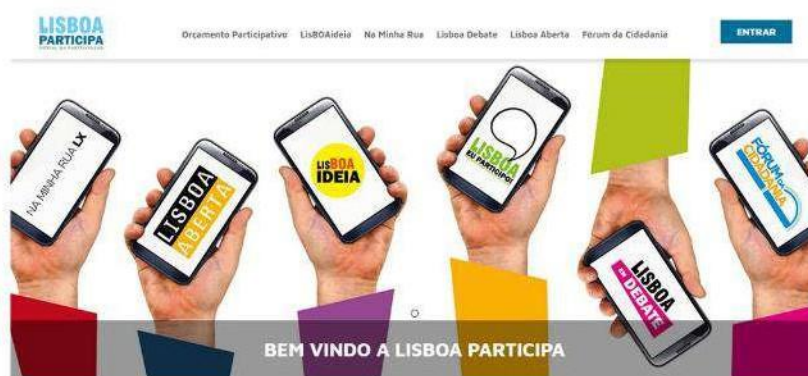 LISBOA
PARTICIPA
Orçamento Participativo LisBOAideia Na Minha Rua Lisboa Debate Lisboa Aberta Fórum da Cidadania
ENTRAR
NA MINHA RUA LX
LISBOA
ABERTA
LISBOA
IDEIA
LISBOA
EU PARTICIPO!
LISBOA
EM DEBATE
FÓRUM DA
CIDADANIA
BEM VINDO A LISBOA PARTICIPA